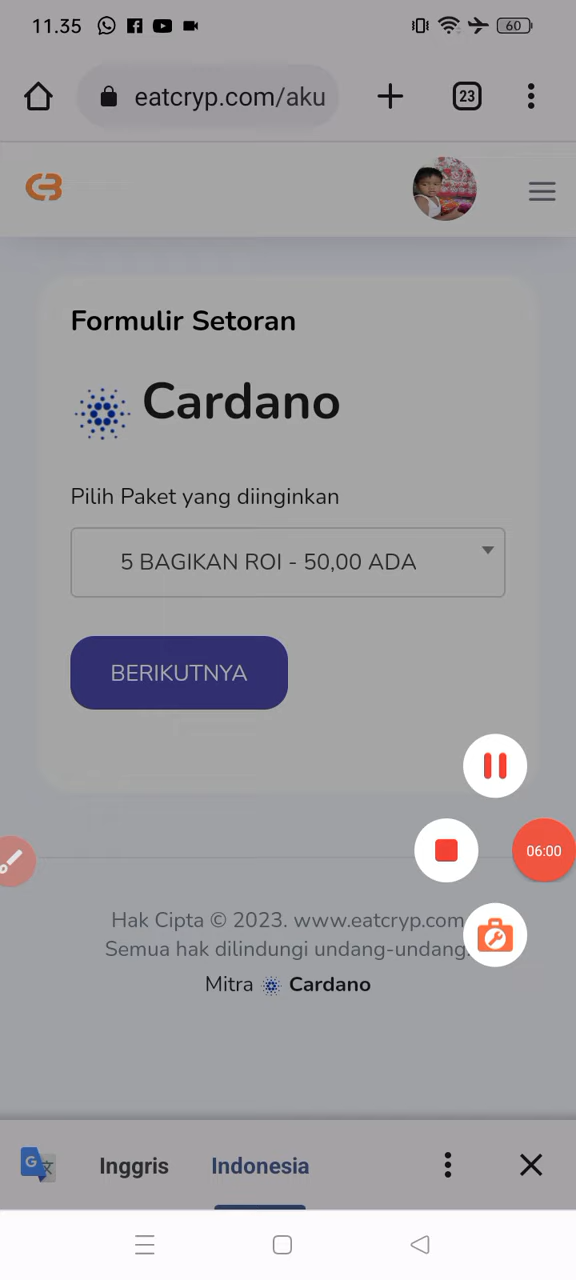 11.35
60
eatcryp.com/aku
23
Formulir Setoran
Cardano
Pilih Paket yang diinginkan
5 BAGIKAN ROI - 50,00 ADA
BERIKUTNYA
06:00
Hak Cipta © 2023. www.eatcryp.com
Semua hak dilindungi undang-undang.
Mitra Cardano
G 文
Inggris
Indonesia